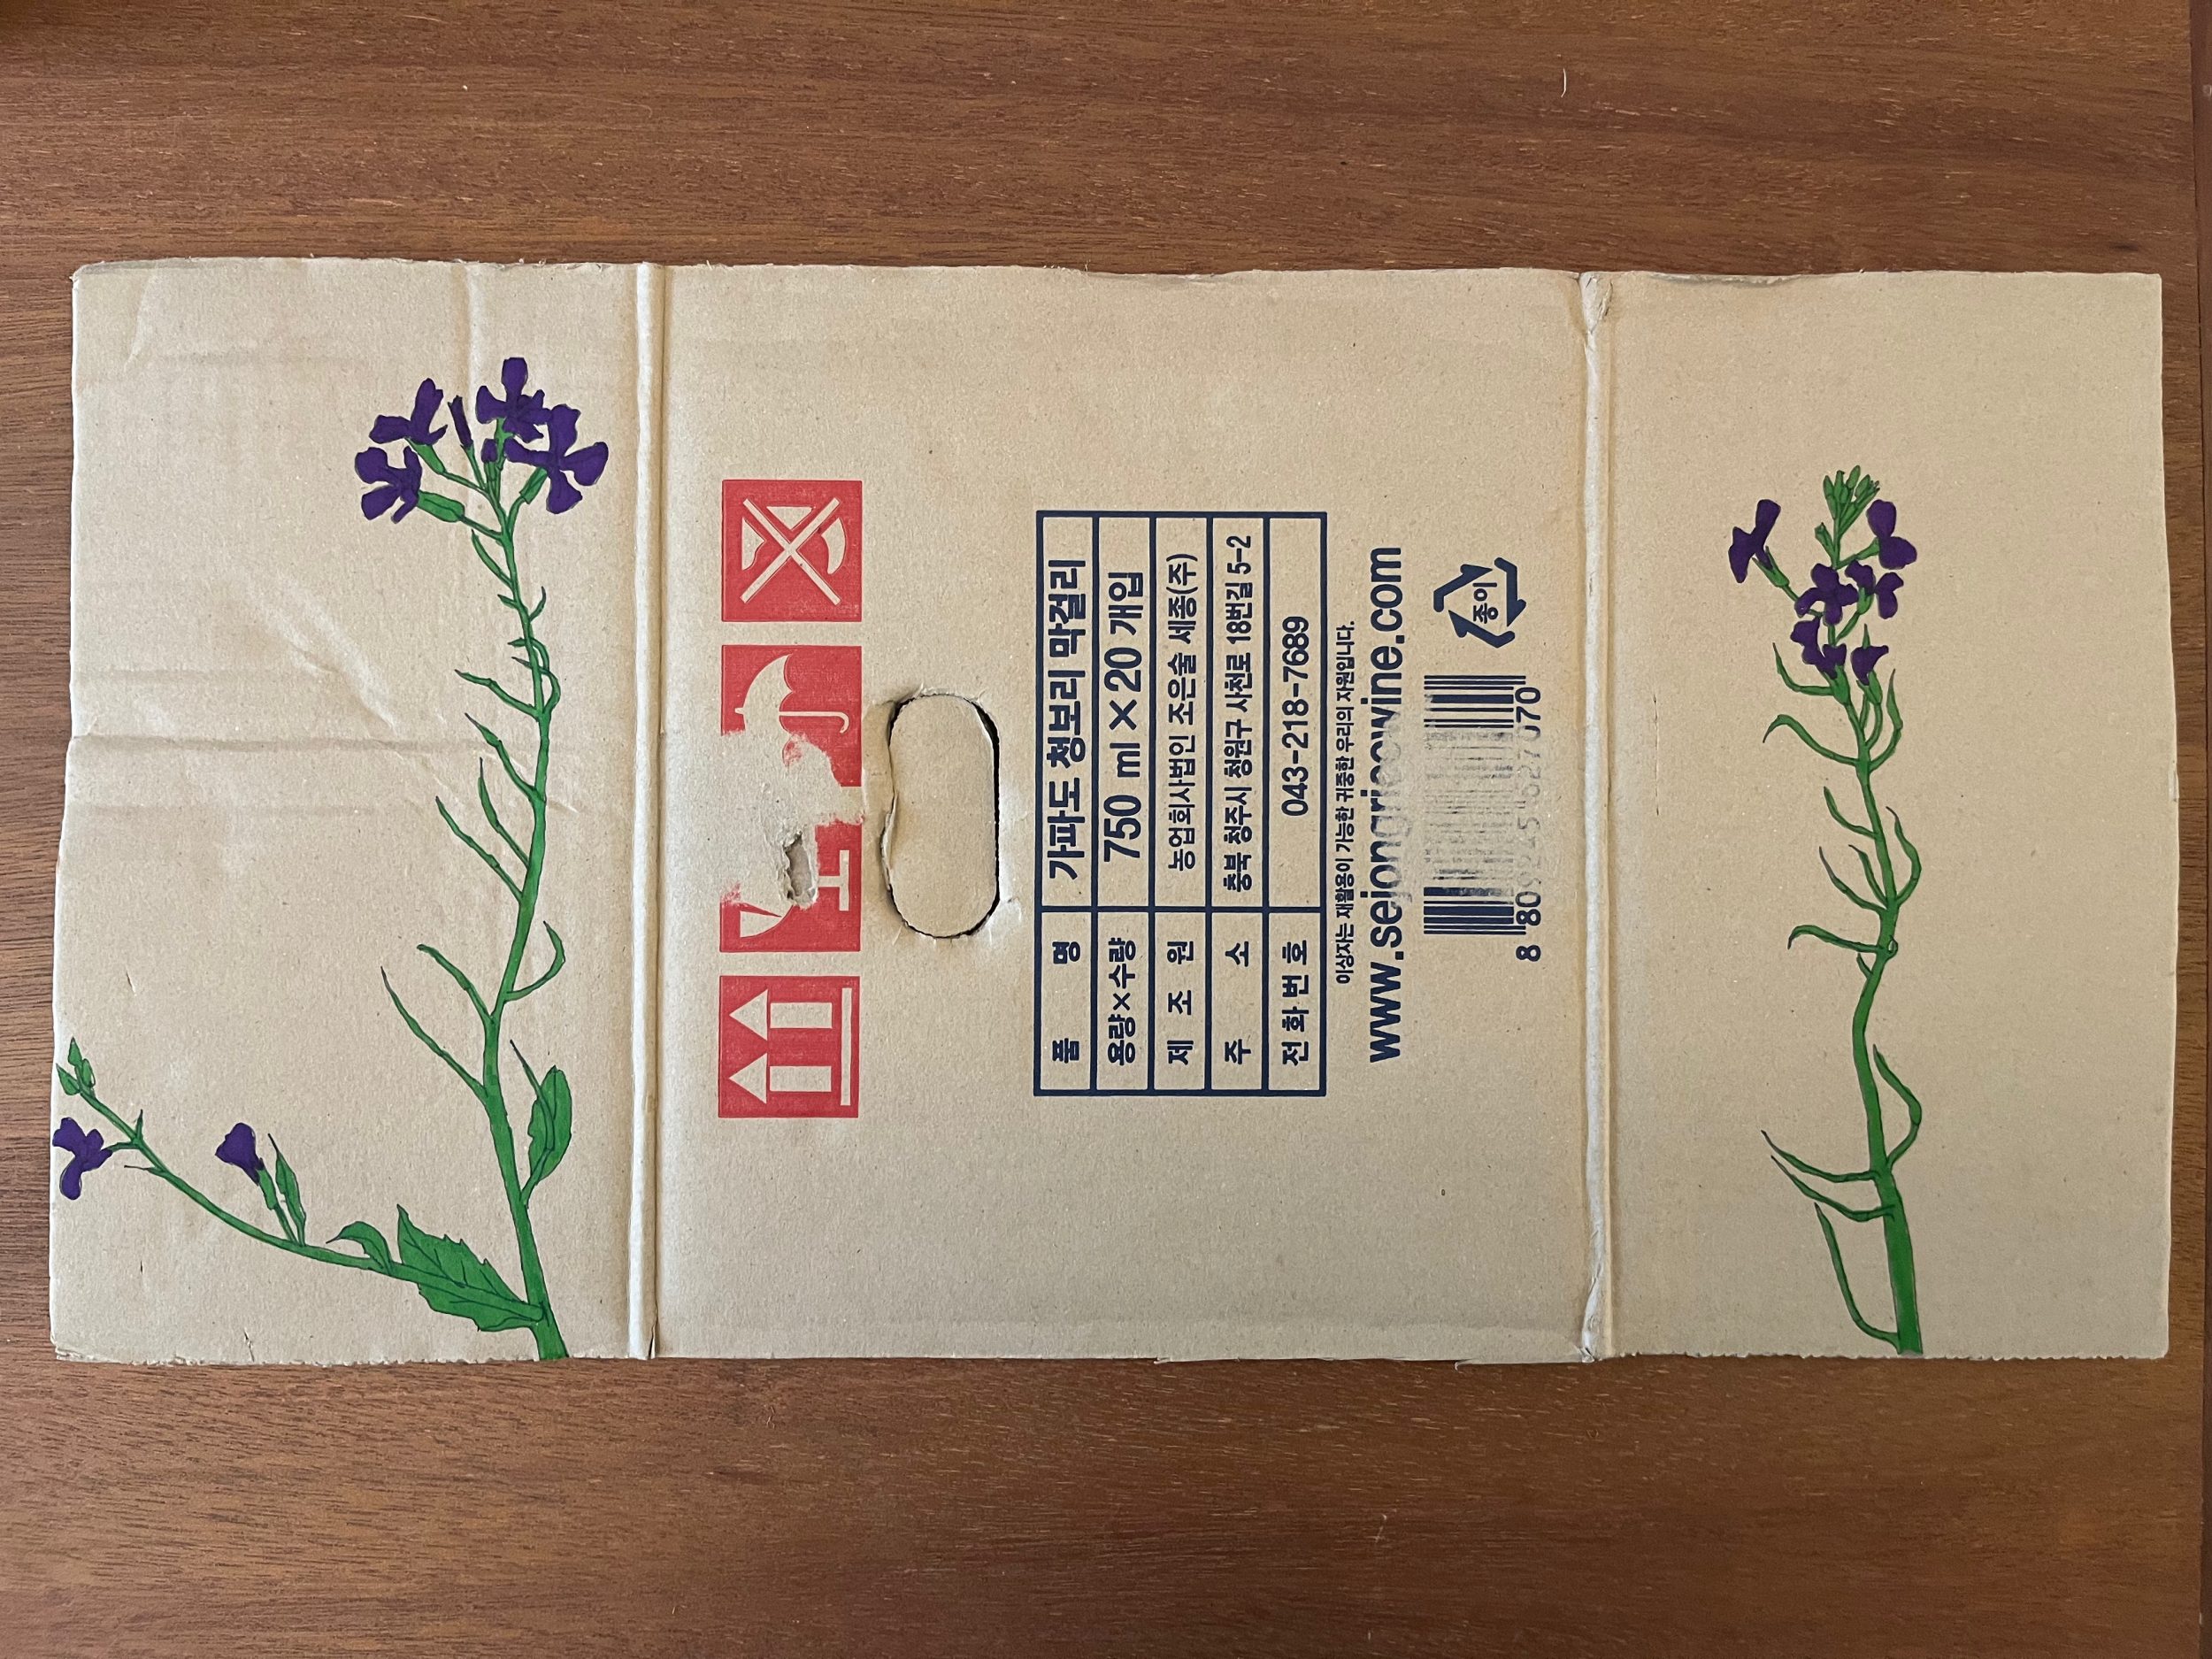 품 명 가파도 청보리 막걸리
용량×수량 750 ml×20 개입
제 조 원 농업회사법인 조은술 세종(주)
주 소 충북 청주시 청원구 사천로 18번길 5-2
전 화 번 호 043-218-7689
이상자는 재활용이 가능한 귀중한 우리의 자원입니다.
www.sejongricewine.com
종이